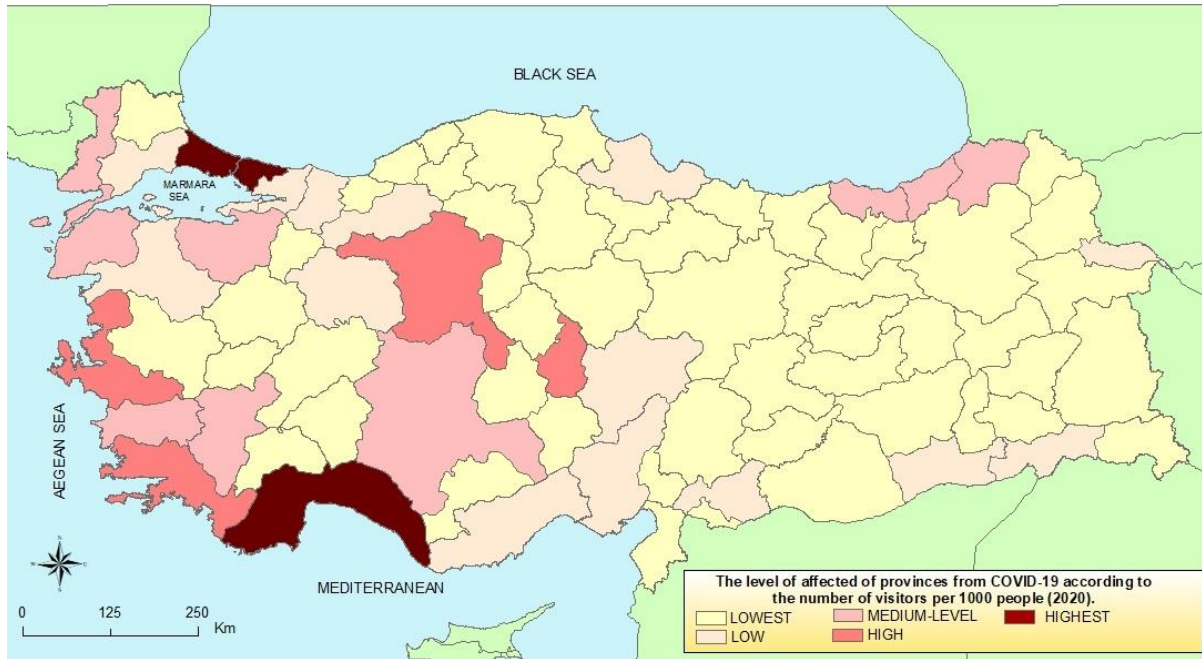 BLACK SEA
MARMARA
SEA
AEGEAN SEA
MEDITERRANEAN
N
E
S
W
0 125 250
Km
The level of affected of provinces from COVID-19 according to
the number of visitors per 1000 people (2020).
LOWEST MEDIUM-LEVEL HIGHEST
LOW HIGH